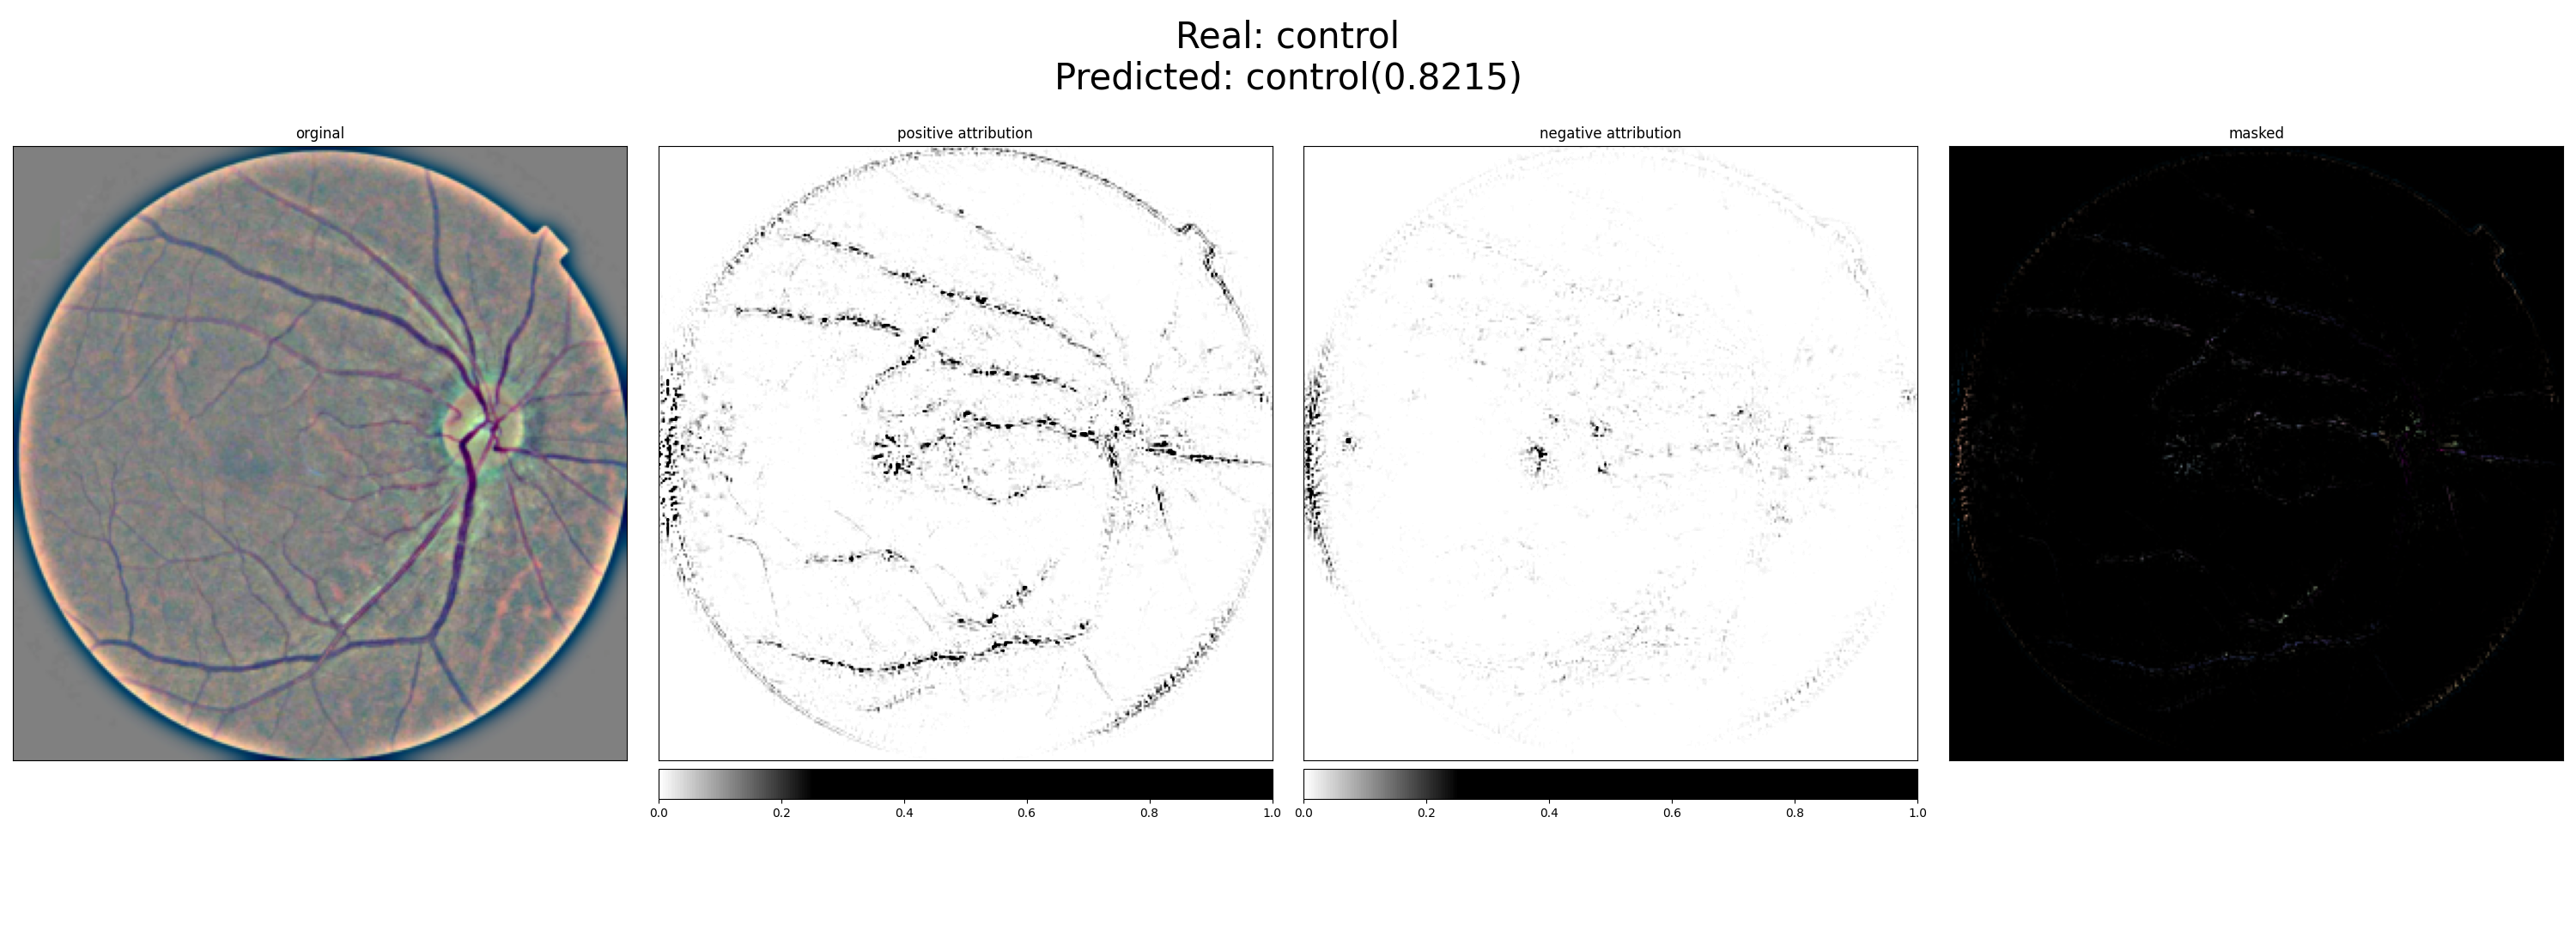 Real: control
Predicted: control(0.8215)
orginal
positive attribution
negative attribution
masked
0.0 0.2 0.4 0.6 0.8 1.0
0.0 0.2 0.4 0.6 0.8 1.0